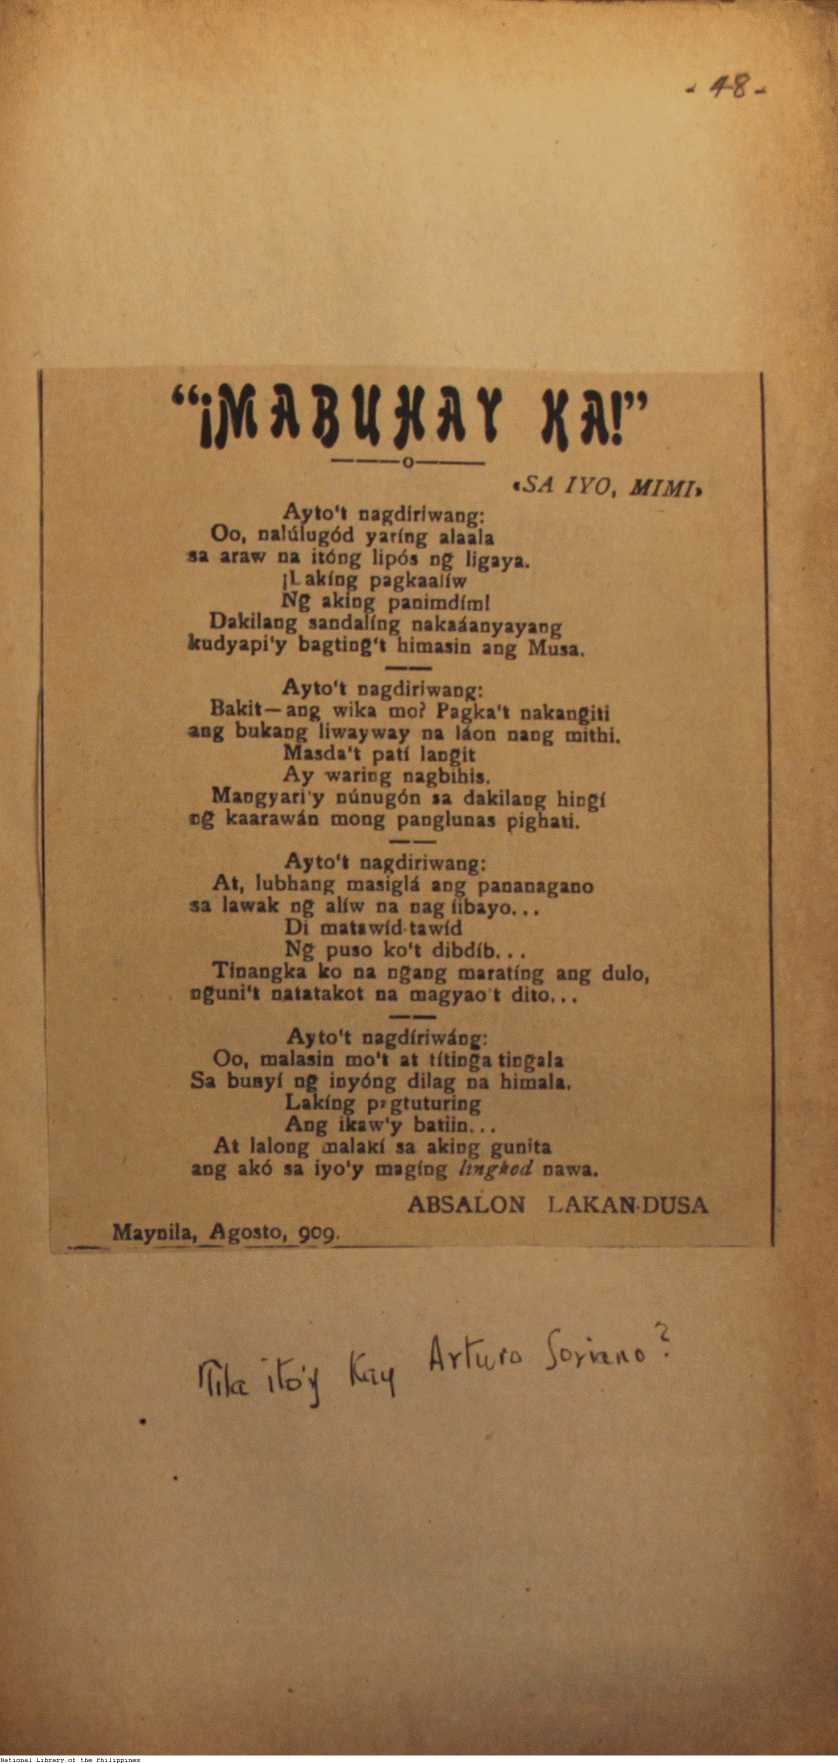 - 48 -
“¡MABUHAY KA!”
o
«SA IYO, MIMI»
Ayto't nagdiriwang:
Oo, nalúlugód yaríng alaala
sa araw na itóng lipós ng ligaya.
¡Lakíng pagkaalíw
Ng aking panimdím!
Dakilang sandalíng nakaáanyayang
kudyapi'y bagting't himasin ang Musa.
Ayto't nagdiriwang:
Bakit—ang wika mo? Pagka't nakangiti
ang bukang liwayway na láon nang mithi.
Masda't patí langit
Ay waring nagbihis.
Mangyari'y núnugón sa dakilang hingí
ng kaarawán mong panglunas pighati.
Ayto't nagdiriwang:
At, lubhang masiglá ang pananagano
sa lawak ng alíw na nag íibayo...
Di matawíd-tawíd
Ng puso ko't dibdíb...
Tinangka ko na ngang maratíng ang dulo,
nguni't natatakot na magyao't dito...
Ayto't nagdíriwáng:
Oo, malasin mo't at títinga tingala
Sa bunyí ng inyóng dilag na himala.
Lakíng pagtuturing
Ang ikaw'y batiin...
At lalong malakí sa aking gunita
ang akó sa iyo'y magíng lingkod nawa.
ABSALON LAKAN-DUSA
Maynila, Agosto, 909.
ito'y kay Arturo Soriano?
National Library of the Philippines